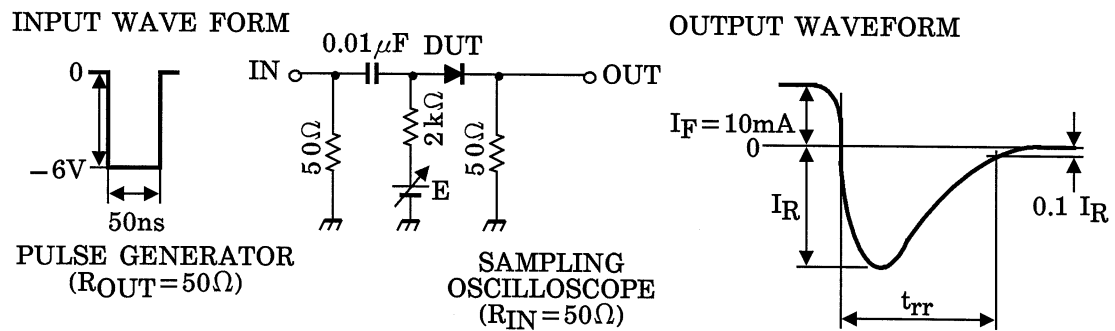 INPUT WAVE FORM
0
−6V
50ns
PULSE GENERATOR
(ROUT=50Ω)
0.01μF DUT
IN
OUT
50Ω
2kΩ
E
50Ω
SAMPLING
OSCILLOSCOPE
(RIN=50Ω)
OUTPUT WAVEFORM
IF=10mA
0
IR
0.1 IR
trr